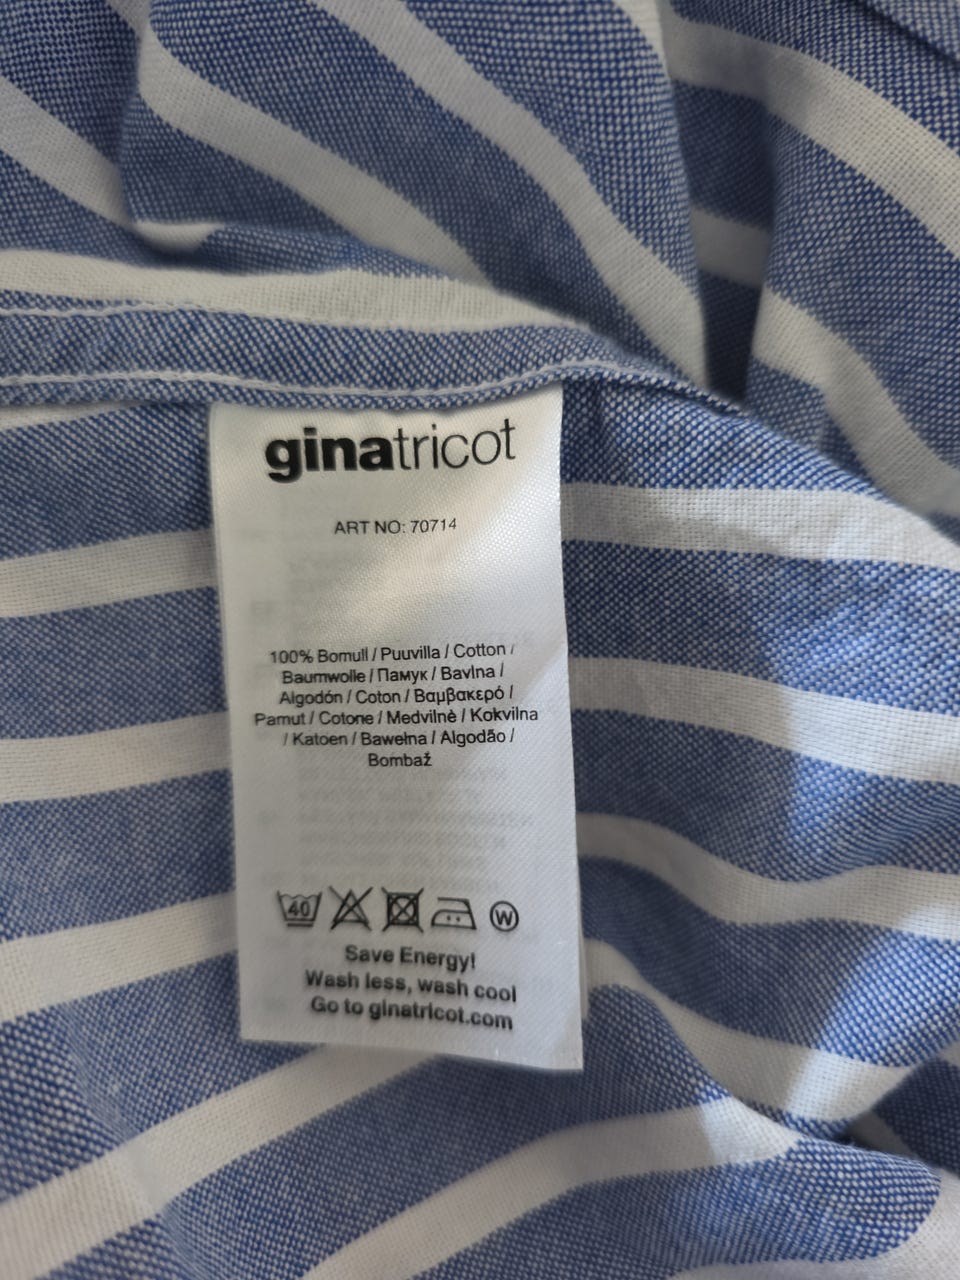 ginatricot
ART NO: 70714
100% Bomull / Puuvilla / Cotton /
Baumwolle / Памук / Bavlna /
Algodón / Coton / Βαμβακερό /
Pamut / Cotone / Medvilnė / Kokvilna
/ Katoen / Bawełna / Algodão /
Bombaž
40
W
Save Energy!
Wash less, wash cool
Go to ginatricot.com